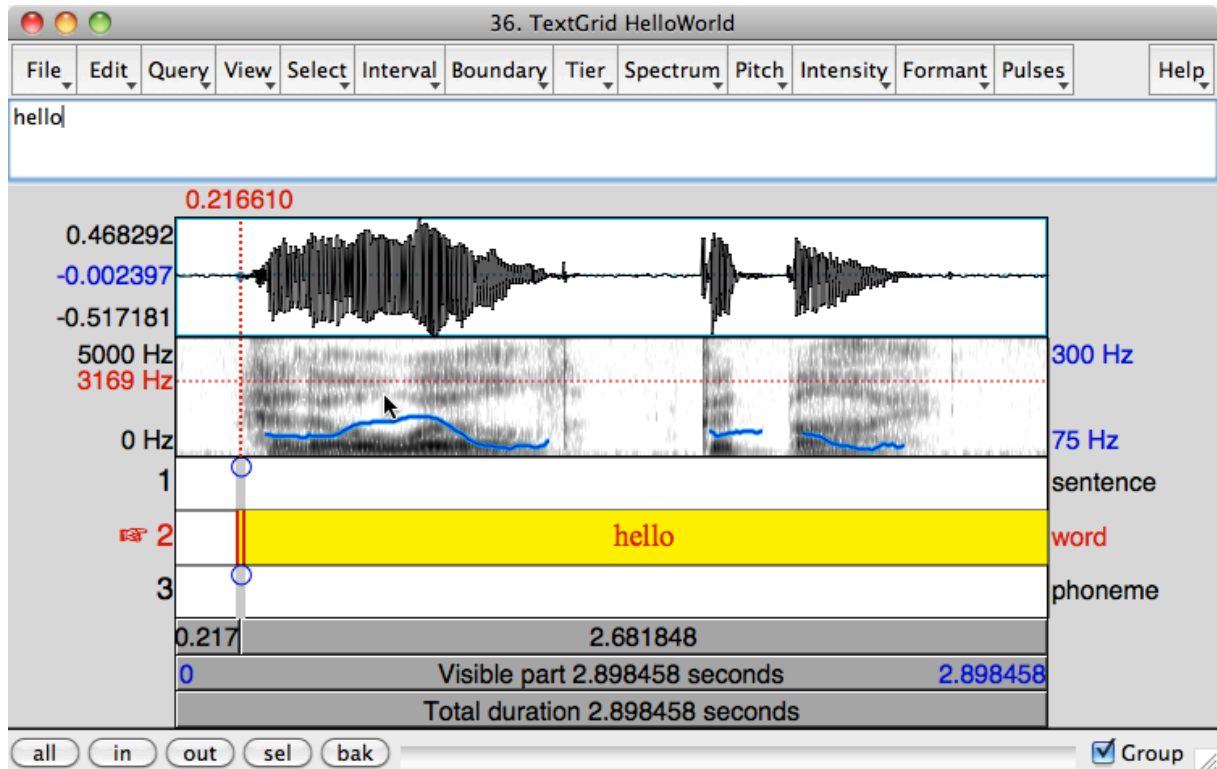 36. TextGrid HelloWorld
File Edit Query View Select Interval Boundary Tier Spectrum Pitch Intensity Formant Pulses Help
hello
0.216610
0.468292
-0.002397
-0.517181
5000 Hz 300 Hz
3169 Hz
0 Hz 75 Hz
1 sentence
☞ 2 hello word
3 phoneme
0.217 2.681848
0 Visible part 2.898458 seconds 2.898458
Total duration 2.898458 seconds
all in out sel bak Group